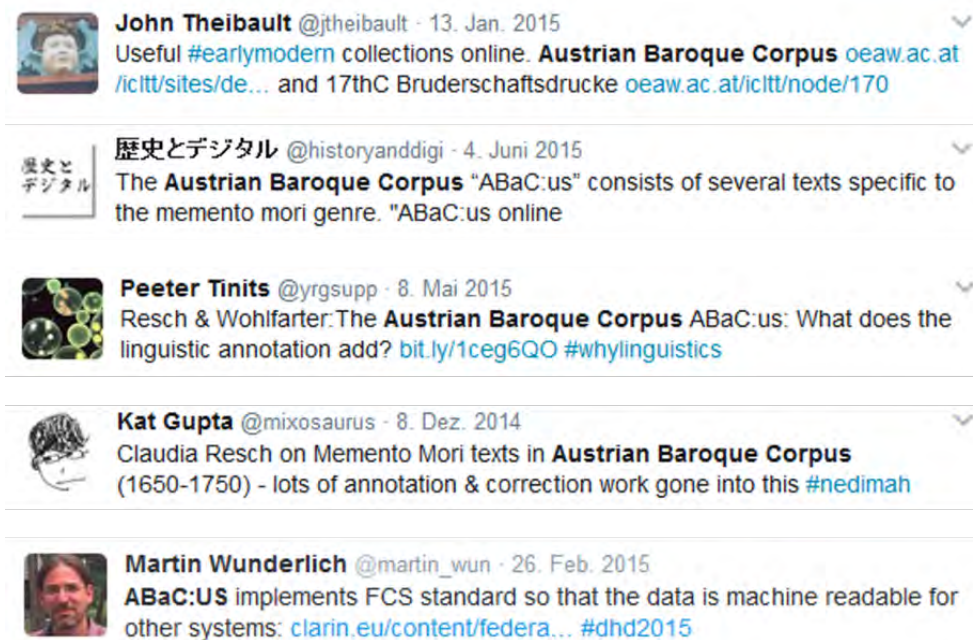 John Theibault @jtheibault · 13. Jan. 2015
Useful #earlymodern collections online. Austrian Baroque Corpus oeaw.ac.at
/icltt/sites/de... and 17thC Bruderschaftsdrucke oeaw.ac.at/icltt/node/170
歴史とデジタル @historyanddigi · 4. Juni 2015
歴史と
デジタル
The Austrian Baroque Corpus “ABaC:us” consists of several texts specific to
the memento mori genre. "ABaC:us online
Peeter Tinits @yrgsupp · 8. Mai 2015
Resch & Wohlfarter:The Austrian Baroque Corpus ABaC:us: What does the
linguistic annotation add? bit.ly/1ceg6QO #whylinguistics
Kat Gupta @mixosaurus · 8. Dez. 2014
Claudia Resch on Memento Mori texts in Austrian Baroque Corpus
(1650-1750) - lots of annotation & correction work gone into this #nedimah
Martin Wunderlich @martin_wun · 26. Feb. 2015
ABaC:US implements FCS standard so that the data is machine readable for
other systems: clarin.eu/content/federa... #dhd2015